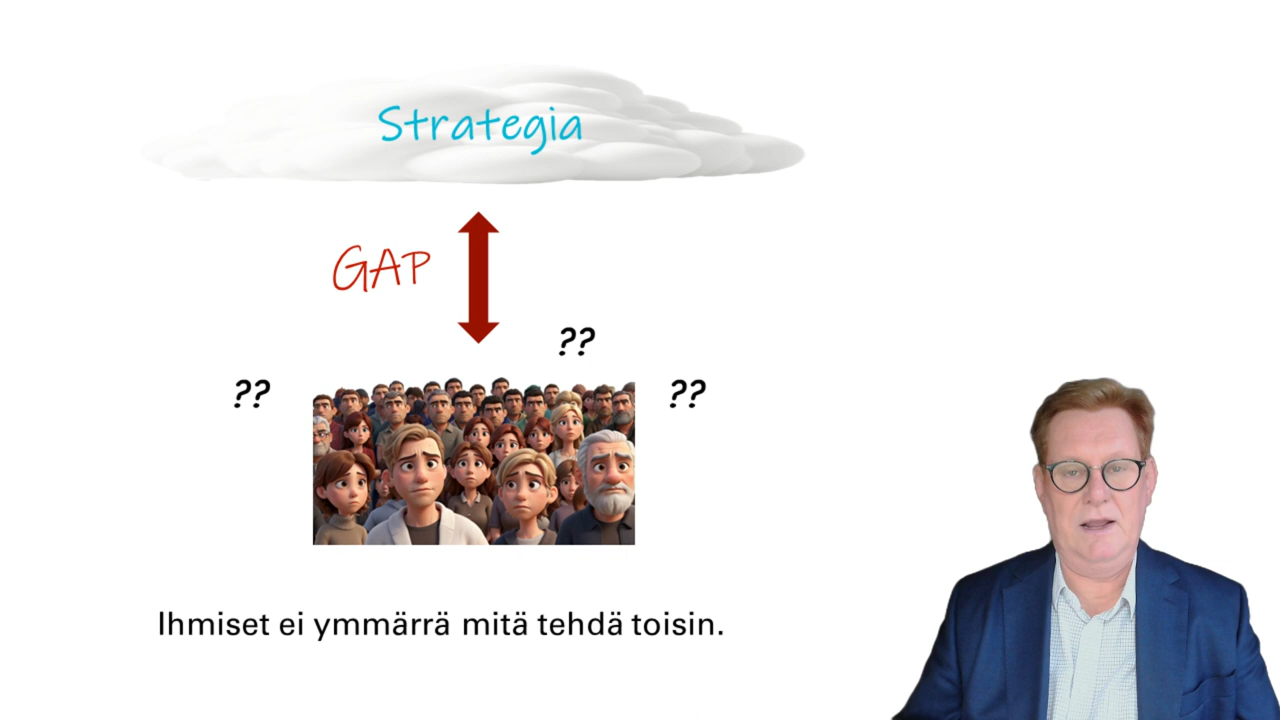 Strategia
GAP
??
??
??
Ihmiset ei ymmärrä mitä tehdä toisin.